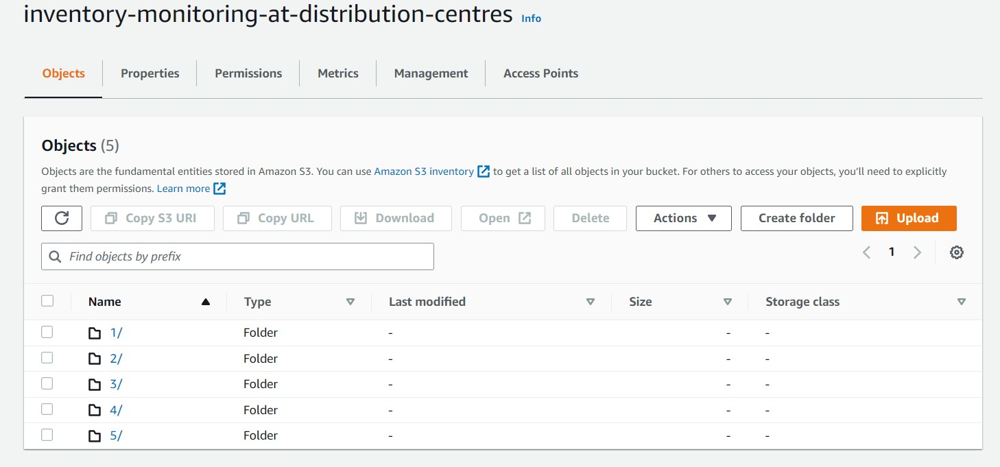 inventory-monitoring-at-distribution-centres Info
Objects Properties Permissions Metrics Management Access Points
Objects (5)
Objects are the fundamental entities stored in Amazon S3. You can use Amazon S3 inventory to get a list of all objects in your bucket. For others to access your objects, you'll need to explicitly
grant them permissions. Learn more
Copy S3 URI Copy URL Download Open Delete Actions Create folder Upload
Find objects by prefix 1
Name Type Last modified Size Storage class
1/ Folder - - -
2/ Folder - - -
3/ Folder - - -
4/ Folder - - -
5/ Folder - - -